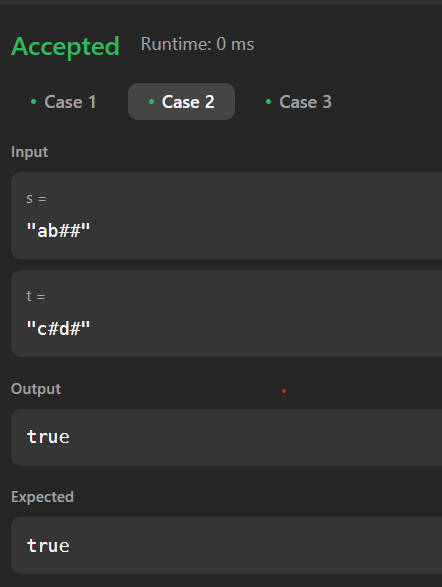 Accepted Runtime: 0 ms
• Case 1 • Case 2 • Case 3
Input
s =
"ab##"
t =
"c#d#"
Output
true
Expected
true